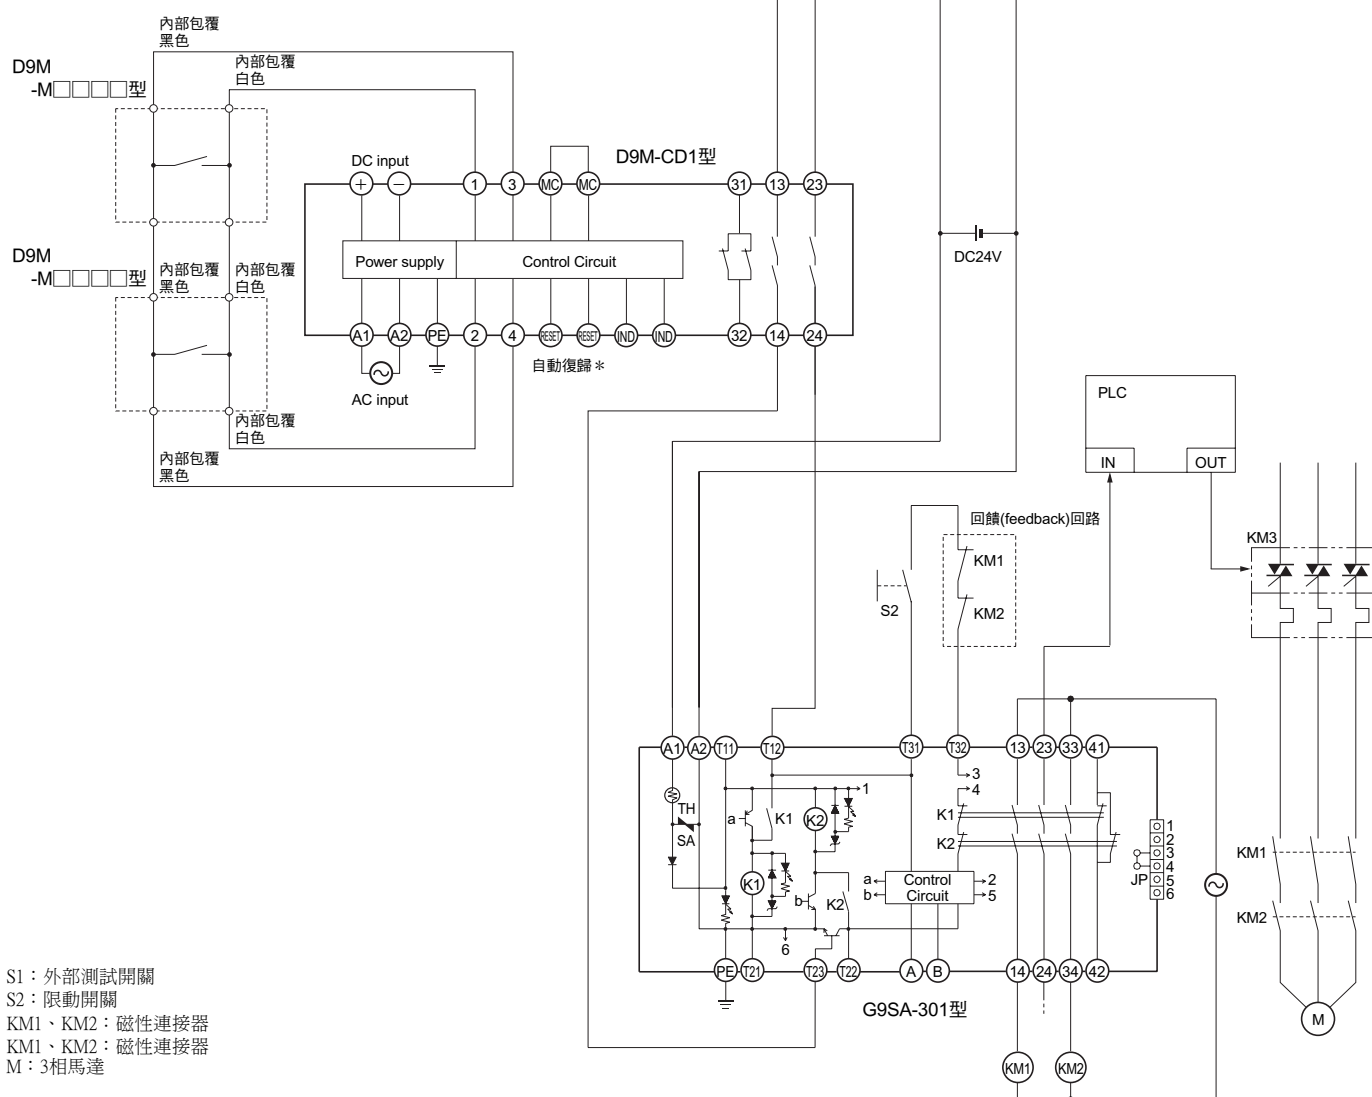 內部包覆
黑色
D9M
-M□□□□型
內部包覆
白色
D9M-CD1型
DC input
+ − 1 3 MC MC 31 13 23
Power supply Control Circuit
DC24V
D9M
-M□□□□型
內部包覆
黑色
內部包覆
白色
A1 A2 PE 2 4 RESET RESET IND IND 32 14 24
自動復歸＊
AC input
內部包覆
白色
內部包覆
黑色
PLC
IN OUT
回饋(feedback)回路
KM1
S2
KM2
KM3
A1 A2 T11 T12 T31 T32 13 23 33 41
3
4
1
TH
SA
a
K1
K2
K1
K2
K1
b
K2
a
b
Control
Circuit
2
5
6
JP
1
2
3
4
5
6
KM1
KM2
PE T21 T23 T22 A B 14 24 34 42
G9SA-301型
M
KM1 KM2
S1：外部測試開關
S2：限動開關
KM1、KM2：磁性連接器
KM1、KM2：磁性連接器
M：3相馬達